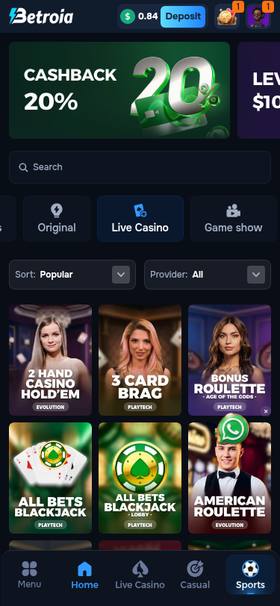 Betroia
$ 0.84 Deposit
1
1
CASHBACK
20%
20
LEV
$10
Search
s
Original
Live Casino
Game show
Sort: Popular
Provider: All
2 HAND
CASINO
HOLD'EM
EVOLUTION
3 CARD
BRAG
PLAYTECH
BONUS
ROULETTE
• AGE OF THE GODS •
PLAYTECH
ALL BETS
BLACKJACK
PLAYTECH
ALL BETS
BLACKJACK
• LOBBY •
PLAYTECH
AMERICAN
ROULETTE
EVOLUTION
Menu
Home
Live Casino
Casual
Sports